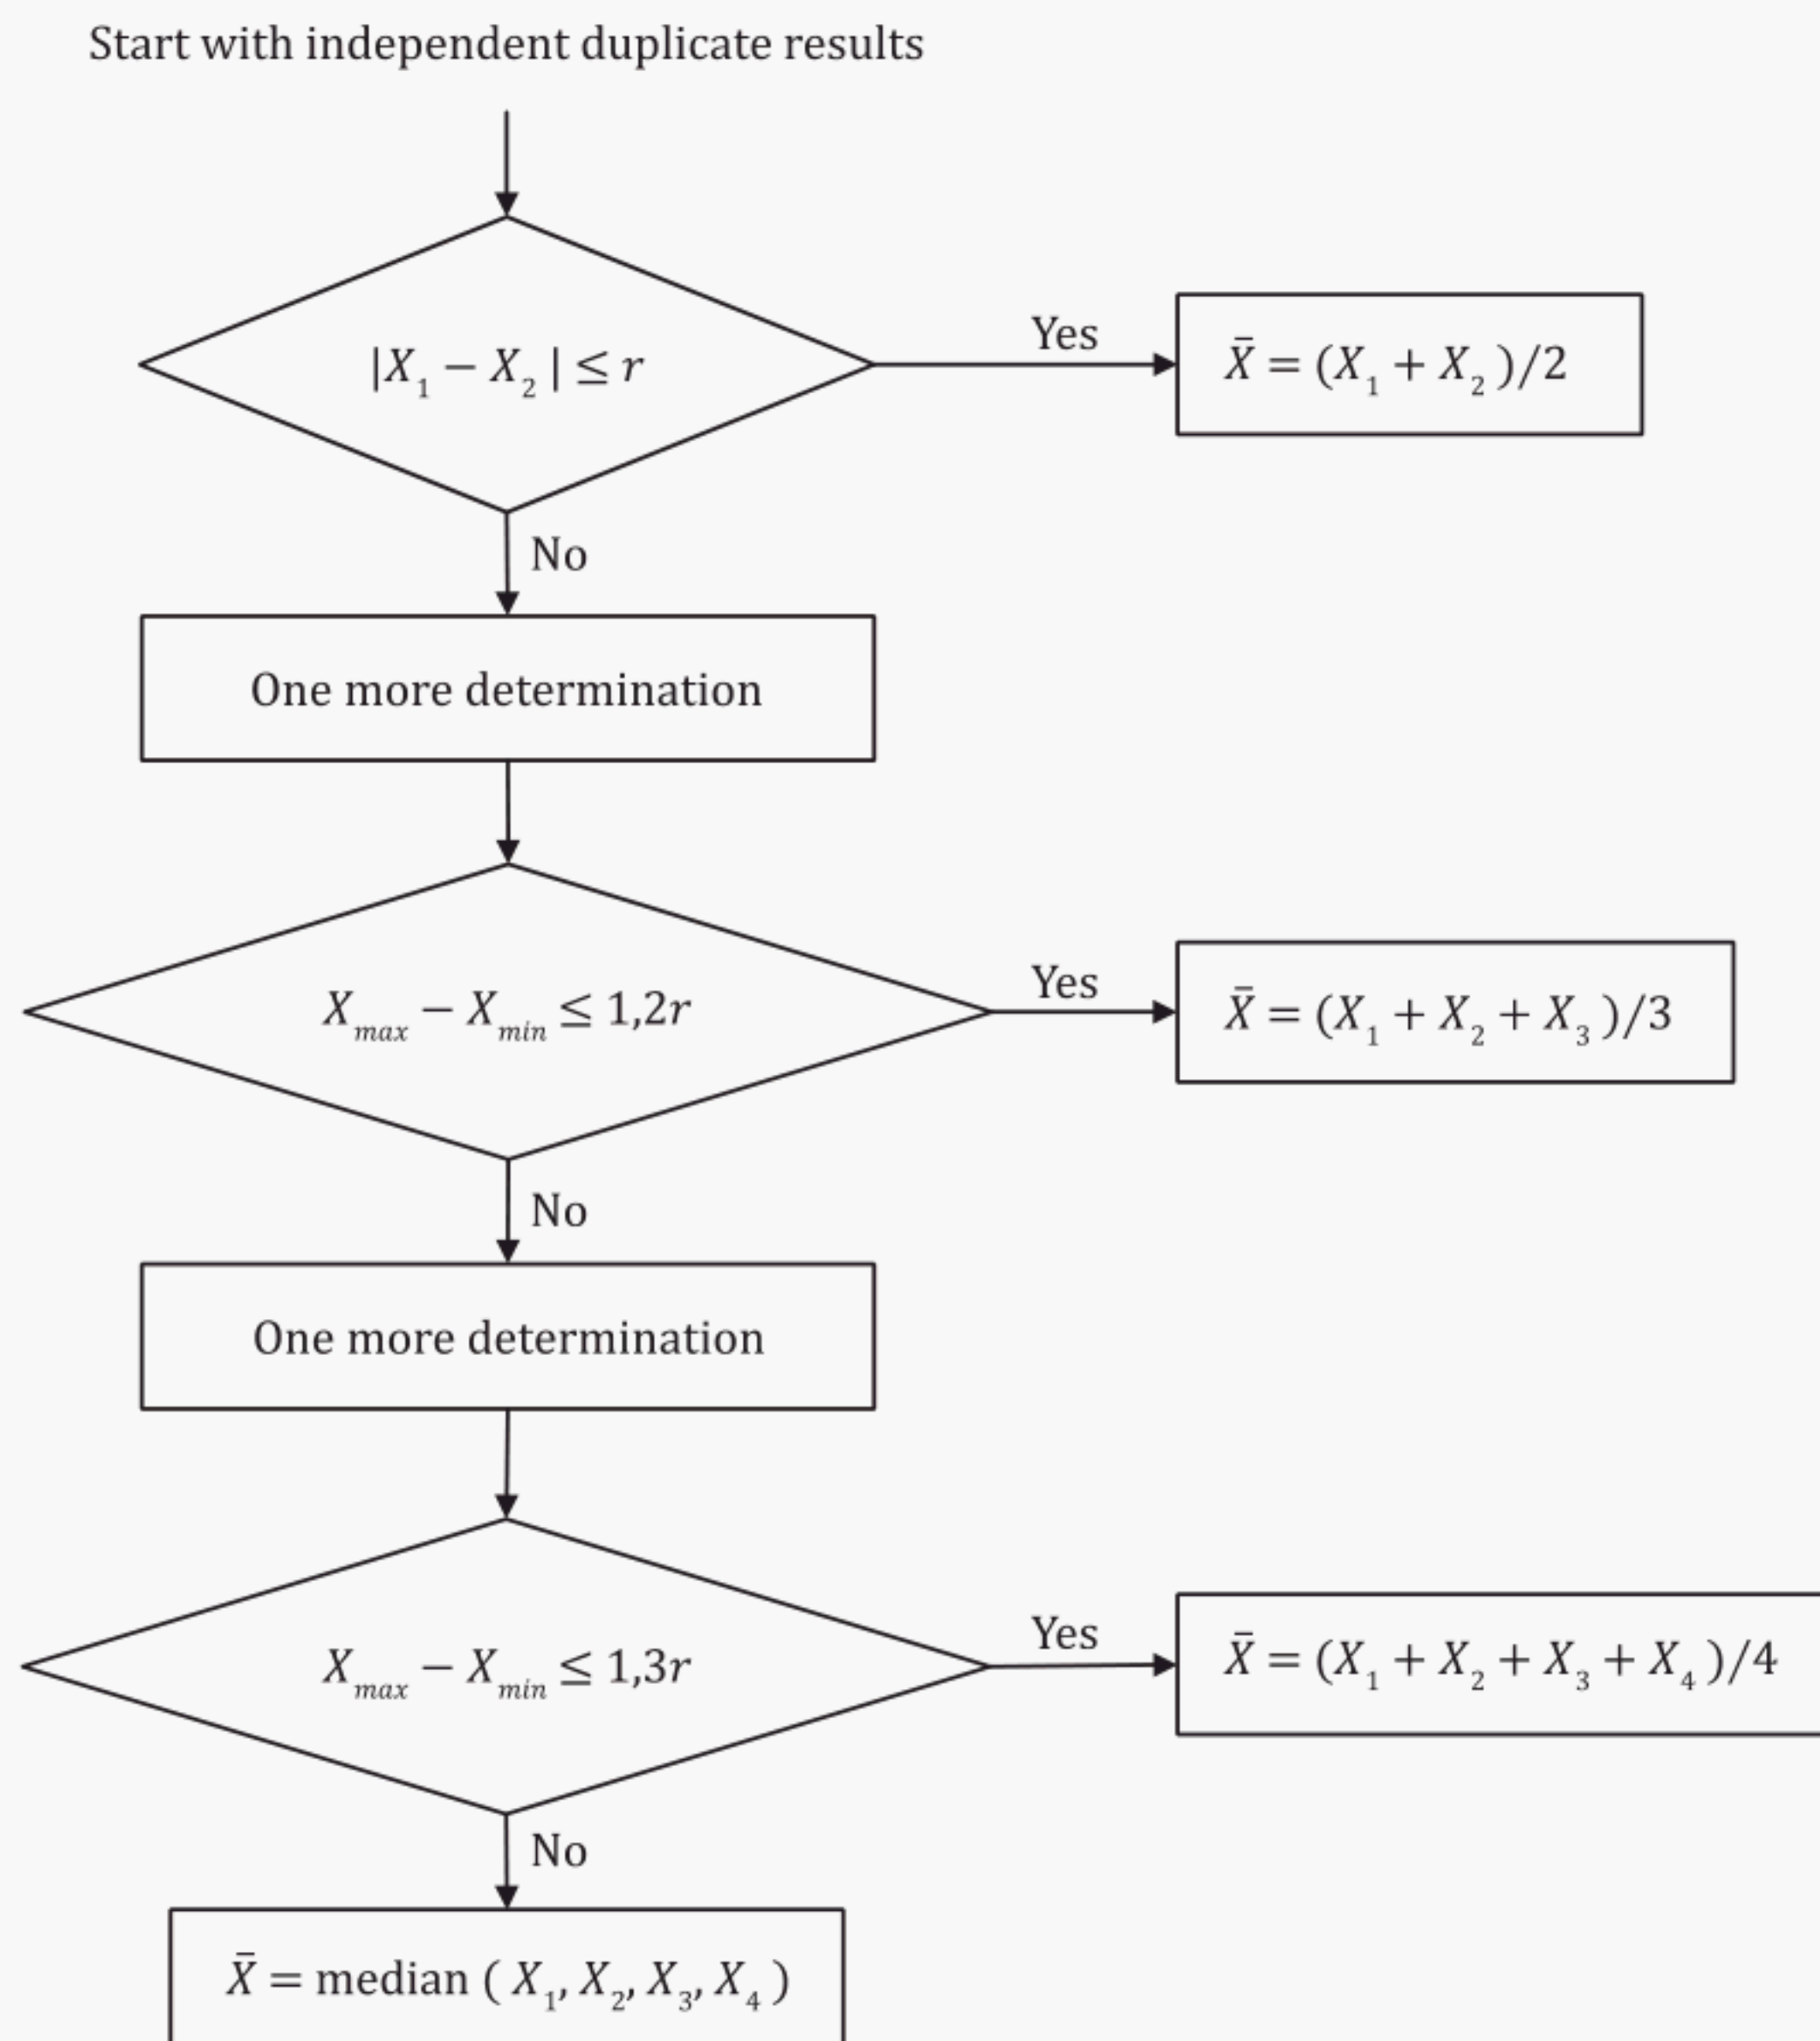 Start with independent duplicate results
|X₁ − X₂| ≤ r
Yes
X̄ = (X₁ + X₂)/2
No
One more determination
Xmax − Xmin ≤ 1,2r
Yes
X̄ = (X₁ + X₂ + X₃)/3
No
One more determination
Xmax − Xmin ≤ 1,3r
Yes
X̄ = (X₁ + X₂ + X₃ + X₄)/4
No
X̄ = median (X₁, X₂, X₃, X₄)